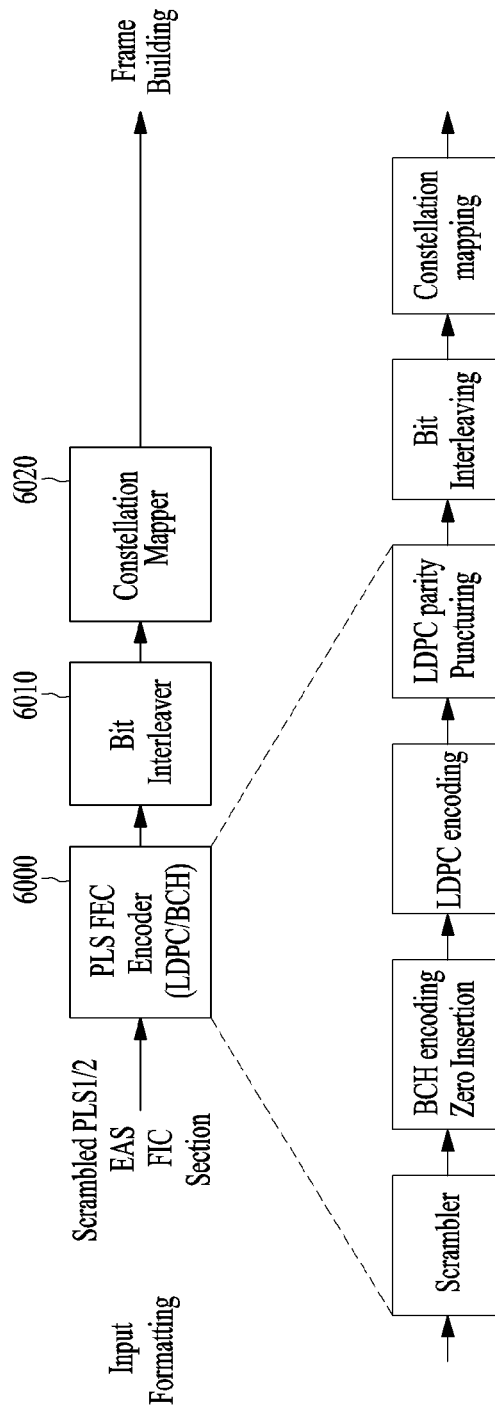 Input
Formatting
Scrambled PLS1/2
EAS
FIC
Section
6000
PLS FEC
Encoder
(LDPC/BCH)
6010
Bit
Interleaver
6020
Constellation
Mapper
Frame
Building
Scrambler
BCH encoding
Zero Insertion
LDPC encoding
LDPC parity
Puncturing
Bit
Interleaving
Constellation
mapping